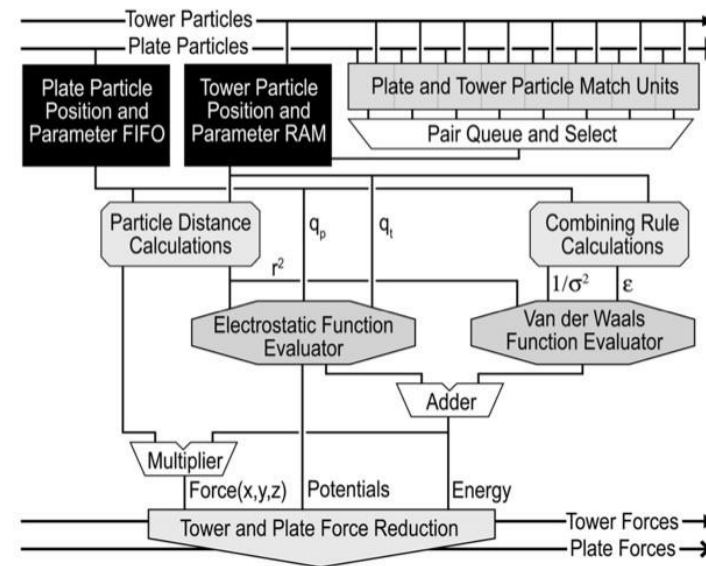 Tower Particles
Plate Particles
Plate Particle
Position and
Parameter FIFO
Tower Particle
Position and
Parameter RAM
Plate and Tower Particle Match Units
Pair Queue and Select
Particle Distance
Calculations
qp
qt
Combining Rule
Calculations
r²
1/σ²
ε
Electrostatic Function
Evaluator
Van der Waals
Function Evaluator
Adder
Multiplier
Force(x,y,z)
Potentials
Energy
Tower and Plate Force Reduction
Tower Forces
Plate Forces